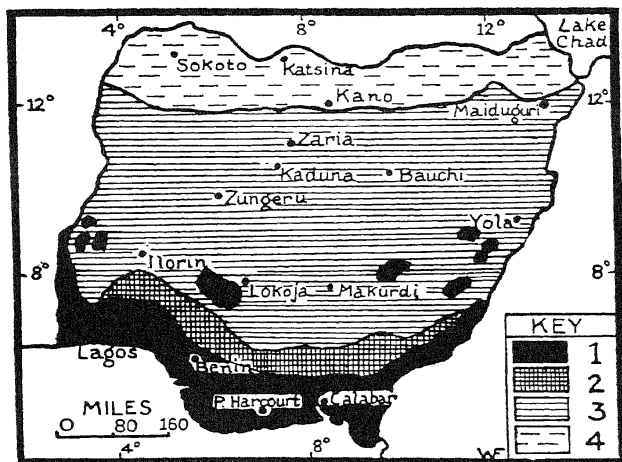 4° 8° 12°
Lake
Chad
Sokoto
Katsina
Kano
12° 12°
Maiduguri
Zaria
Kaduna
Bauchi
Zungeru
Yola
Ilorin
8° 8°
Lokoja
Makurdi
KEY
1
2
3
4
Lagos
Benin
P. Harcourt
Calabar
MILES
0 80 160
4° 8°
WF